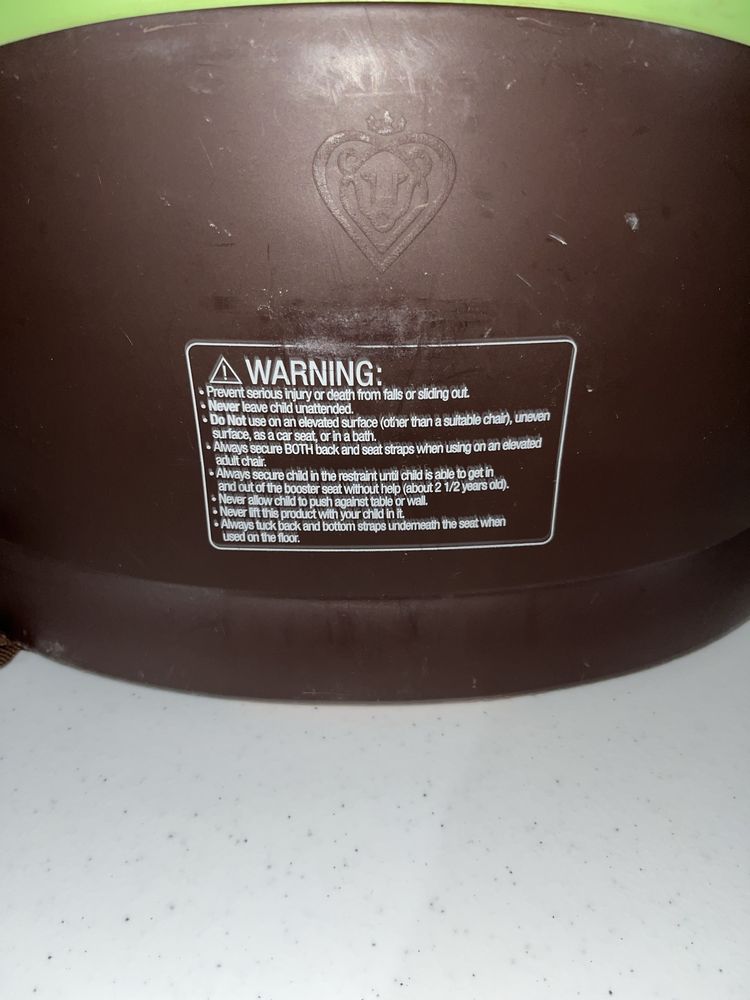 WARNING:
• Prevent serious injury or death from falls or sliding out.
• Never leave child unattended.
• Do Not use on an elevated surface (other than a suitable chair), uneven
surface, as a car seat, or in a bath.
• Always secure BOTH back and seat straps when using on an elevated
adult chair.
• Always secure child in the restraint until child is able to get in
and out of the booster seat without help (about 2 1/2 years old).
• Never allow child to push against table or wall.
• Never lift this product with your child in it.
• Always tuck back and bottom straps underneath the seat when
used on the floor.